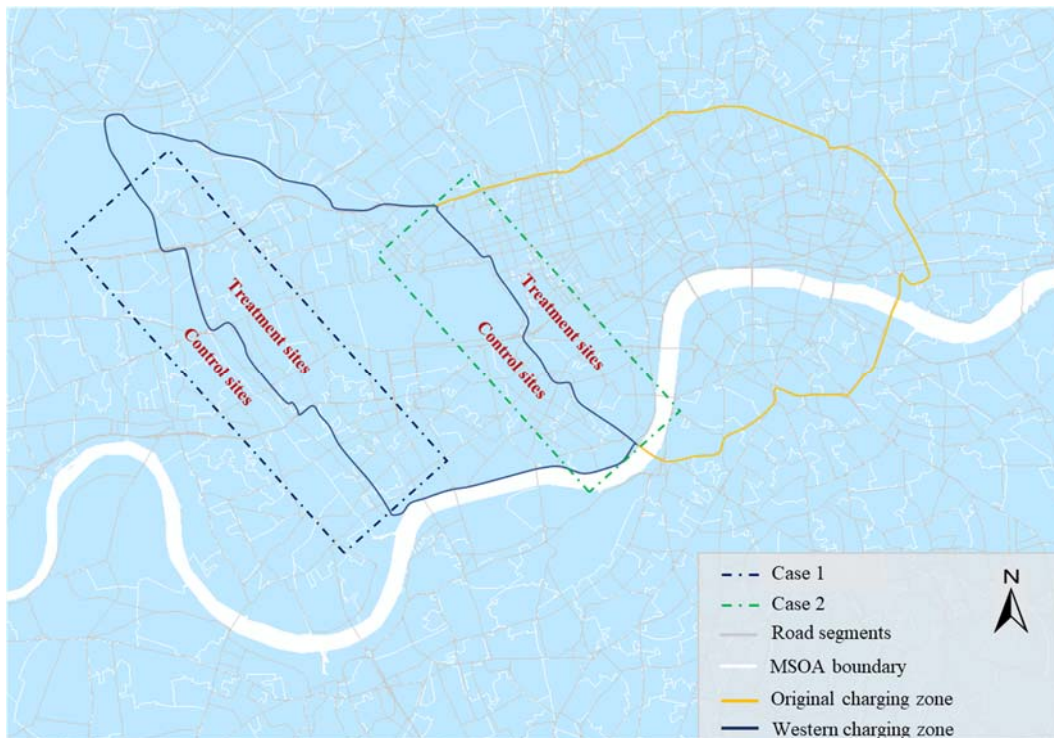 Treatment sites
Control sites
Treatment sites
Control sites
N
Case 1
Case 2
Road segments
MSOA boundary
Original charging zone
Western charging zone